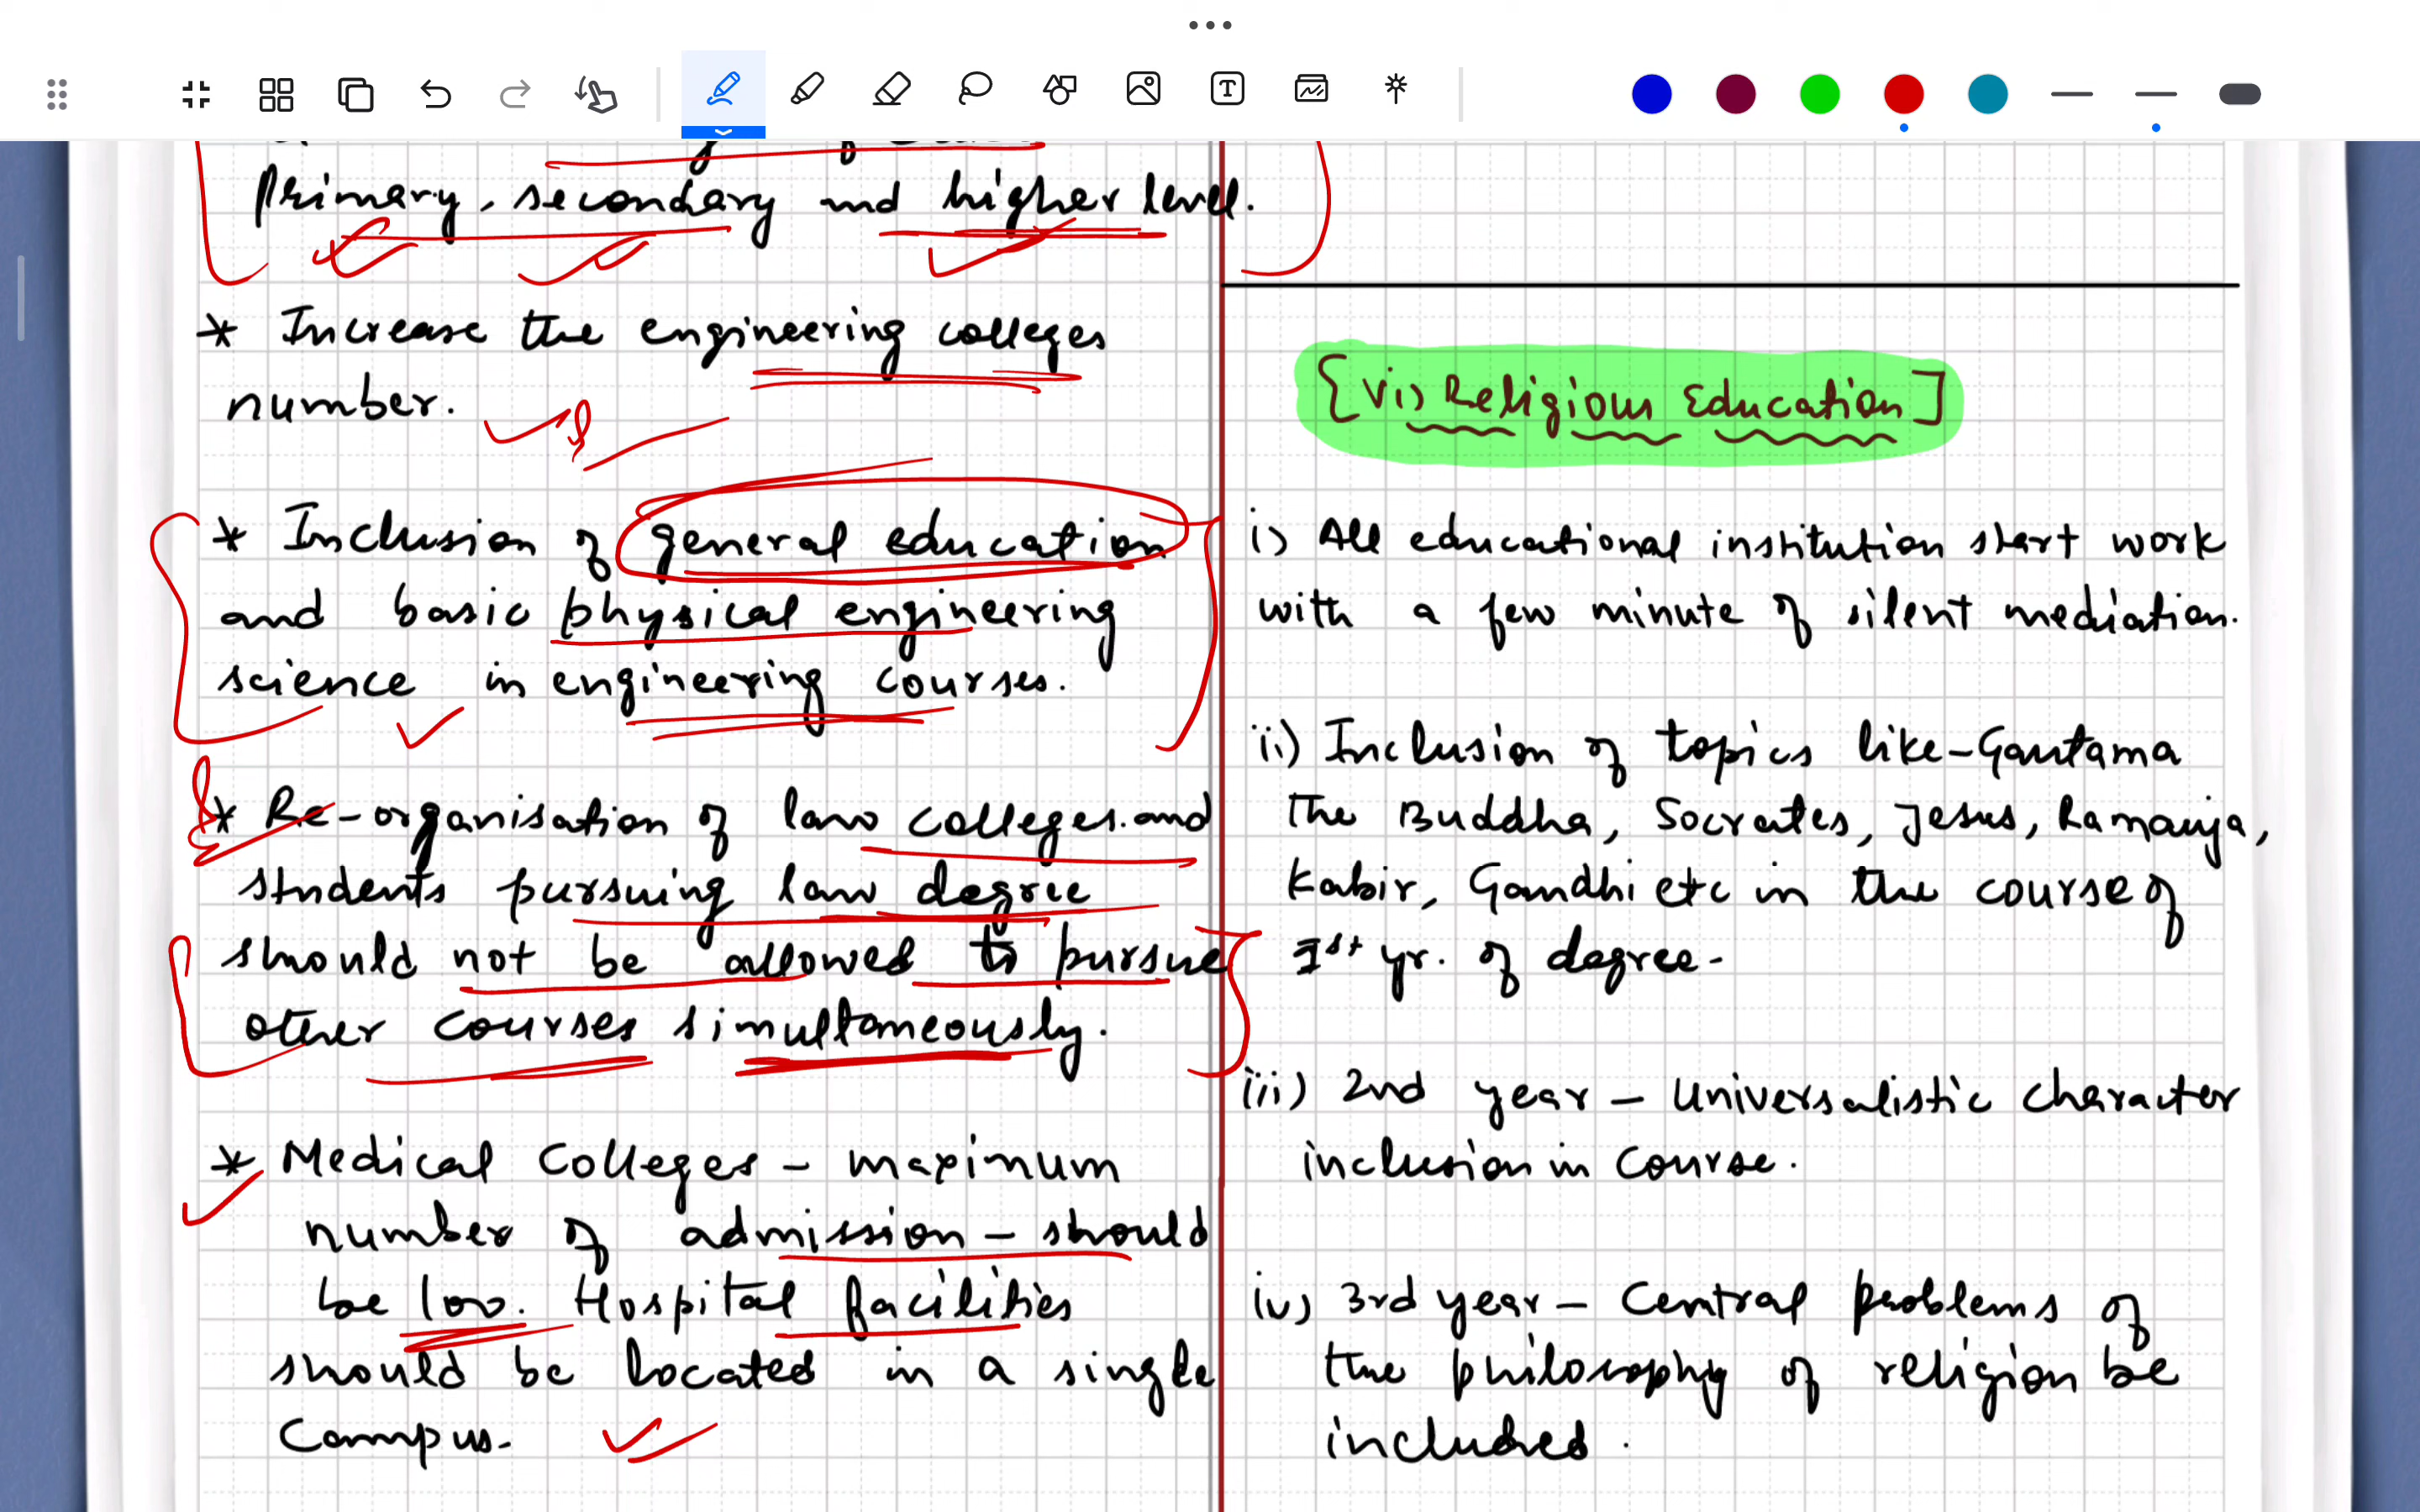 Primary, secondary and higher level.
* Increase the engineering colleges
number.
* Inclusion of general education
and basic physical engineering
science in engineering courses.
* Re-organisation of law colleges and
students pursuing law degree
should not be allowed to pursue
other courses simultaneously.
* Medical Colleges - maximum
number of admission - should
be 100. Hospital facilities
should be located in a single
Campus.
[vi) Religious Education]
i) All educational institution start work
with a few minute of silent mediation.
ii) Inclusion of topics like - Gautama
the Buddha, Socrates, Jesus, Ramanuja,
Kabir, Gandhi etc in the course of
1st yr. of degree.
iii) 2nd year - Universalistic character
inclusion in course.
iv) 3rd year - Central problems of
the philosophy of religion be
included.